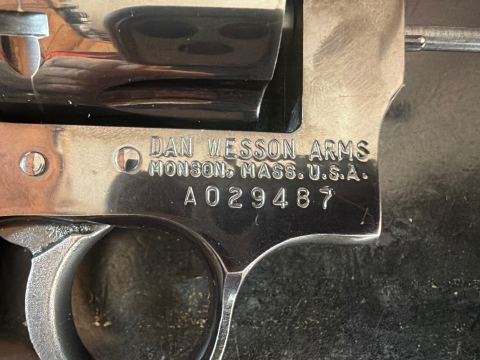 DAN WESSON ARMS
MONSON, MASS. U.S.A.
A029487